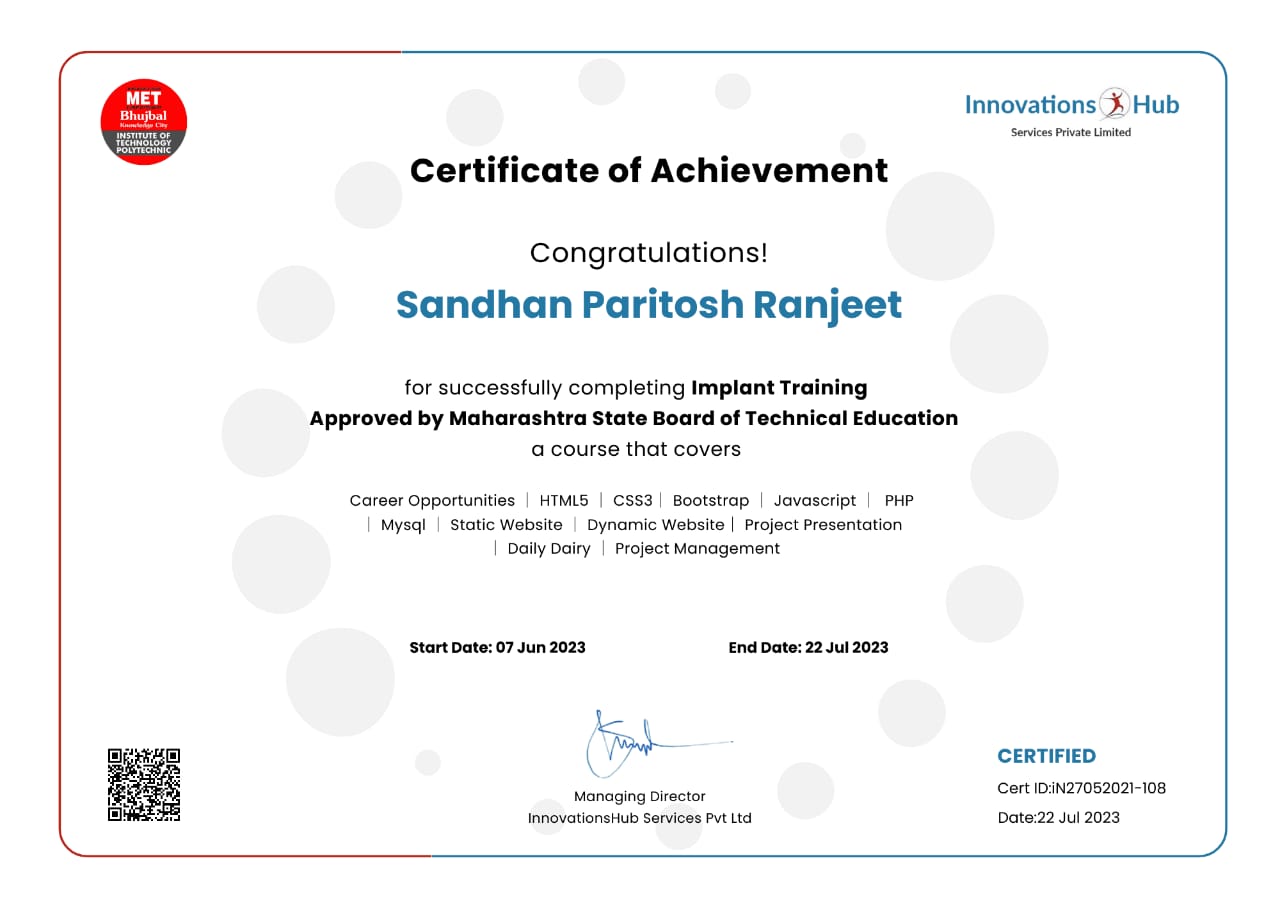 MET
Bhujbal
Knowledge City
INSTITUTE OF
TECHNOLOGY
POLYTECHNIC
Innovations Hub
Services Private Limited
Certificate of Achievement
Congratulations!
Sandhan Paritosh Ranjeet
for successfully completing Implant Training
Approved by Maharashtra State Board of Technical Education
a course that covers
Career Opportunities | HTML5 | CSS3 | Bootstrap | Javascript | PHP
| Mysql | Static Website | Dynamic Website | Project Presentation
| Daily Dairy | Project Management
Start Date: 07 Jun 2023 End Date: 22 Jul 2023
Managing Director
InnovationsHub Services Pvt Ltd
CERTIFIED
Cert ID:iN27052021-108
Date:22 Jul 2023